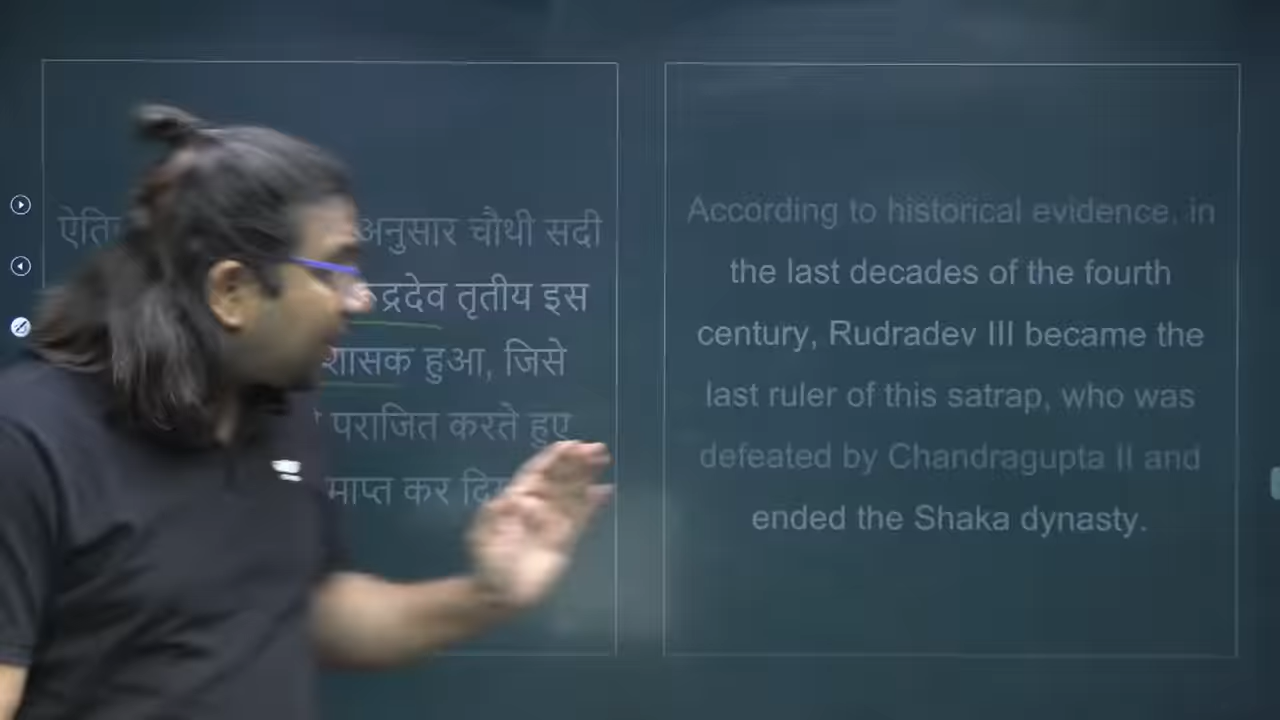 अनुसार चौथी सदी
तृतीय इस
शासक हुआ, जिसे
पराजित करते हुए
कर
According to historical evidence, in
the last decades of the fourth
century, Rudradev III became the
last ruler of this satrap, who was
defeated by Chandragupta II and
ended the Shaka dynasty.